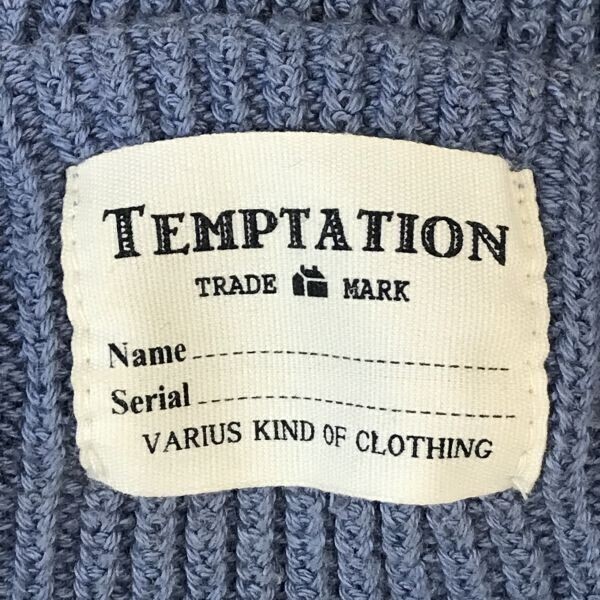 TEMPTATION
TRADE MARK
Name
Serial
VARIUS KIND OF CLOTHING